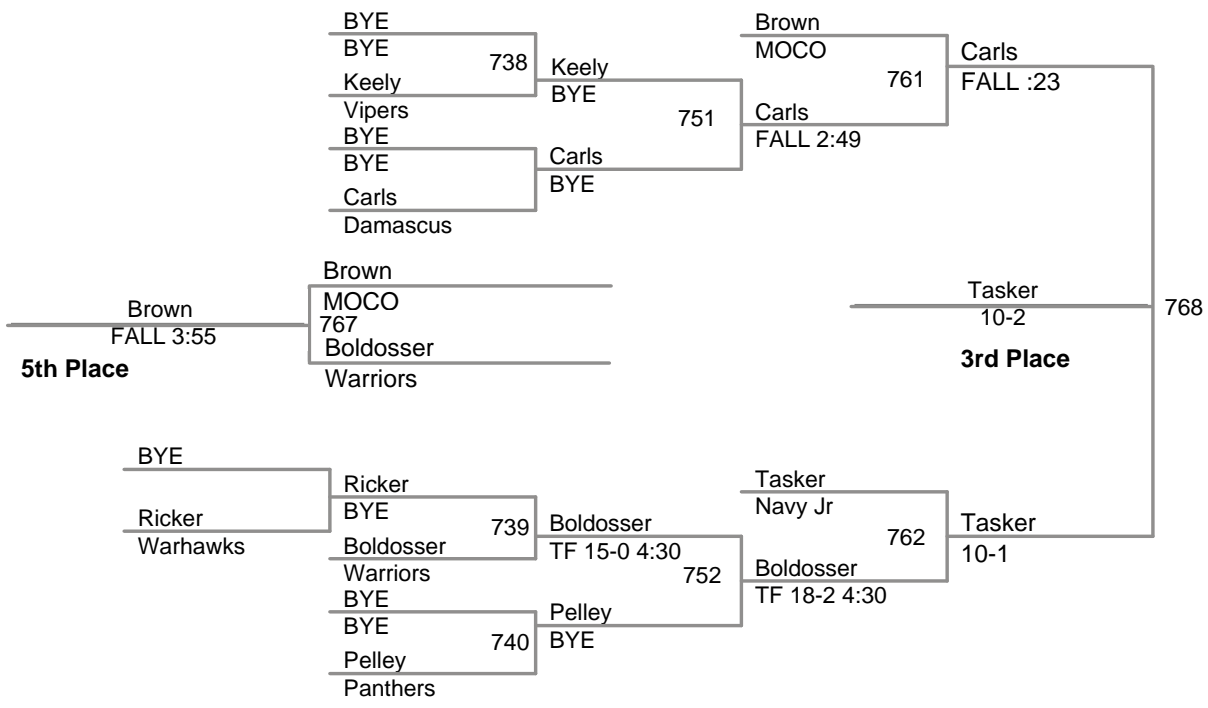 BYE
BYE
738
Keely
Vipers
BYE
BYE
Carls
Damascus
Keely
BYE
751
Carls
BYE
Brown
MOCO
761
Carls
FALL 2:49
Carls
FALL :23
Brown
MOCO
767
Boldosser
Warriors
Brown
FALL 3:55
5th Place
Tasker
10-2
3rd Place
768
BYE
Ricker
Warhawks
Ricker
BYE
739
Boldosser
Warriors
BYE
BYE
740
Pelley
Panthers
Boldosser
TF 15-0 4:30
752
Pelley
BYE
Tasker
Navy Jr
762
Boldosser
TF 18-2 4:30
Tasker
10-1